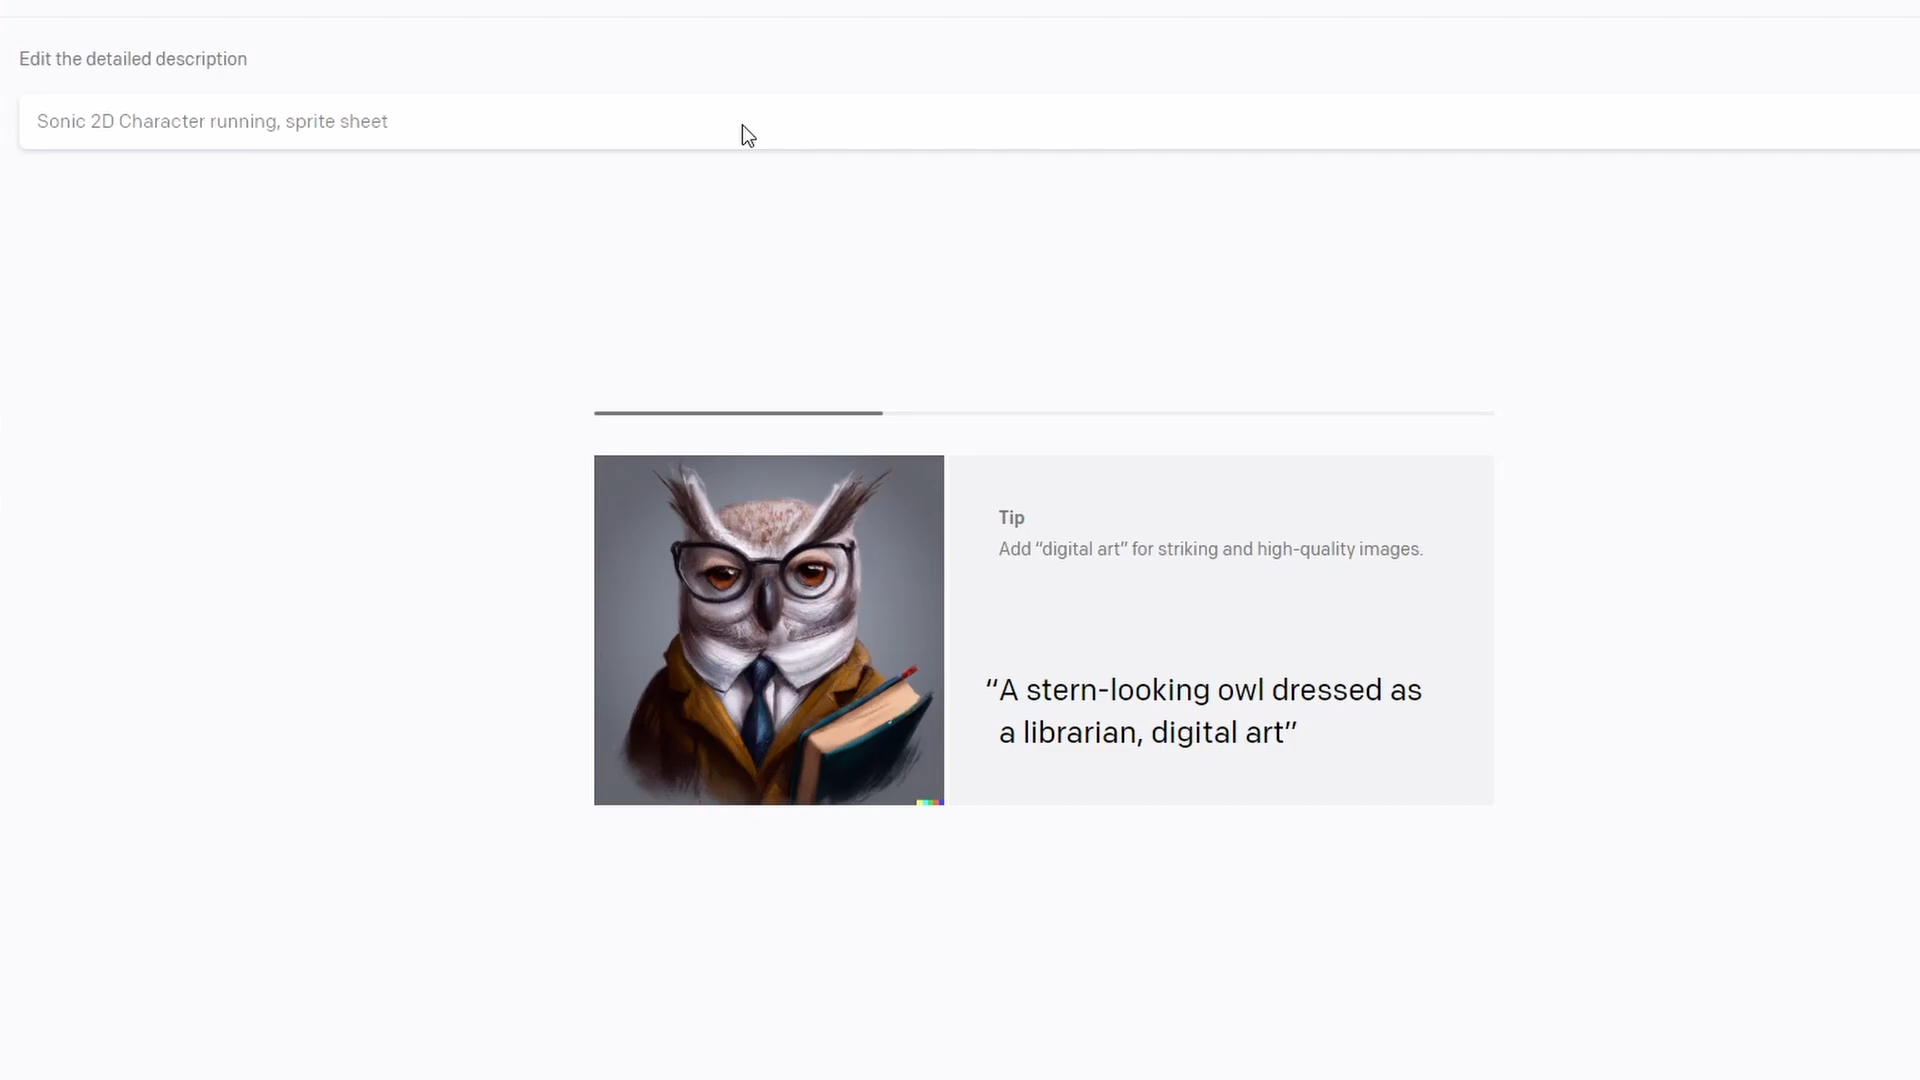 Edit the detailed description
Sonic 2D Character running, sprite sheet
Tip
Add “digital art” for striking and high-quality images.
“A stern-looking owl dressed as
a librarian, digital art”